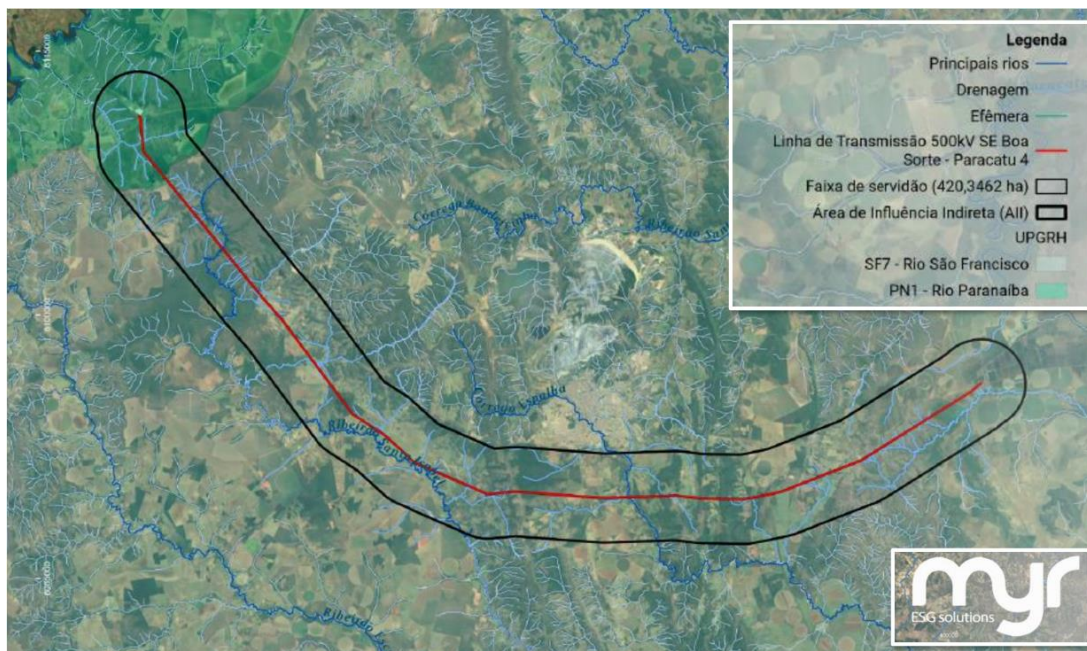 Legenda
Principais rios
Drenagem
Efêmera
Linha de Transmissão 500kV SE Boa
Sorte - Paracatu 4
Faixa de servidão (420,3462 ha)
Área de Influência Indireta (AII)
UPGRH
SF7 - Rio São Francisco
PN1 - Rio Paranaíba
Ribeirão
Córrego Espalha
Ribeirão
Ribeirão
myr
ESG solutions